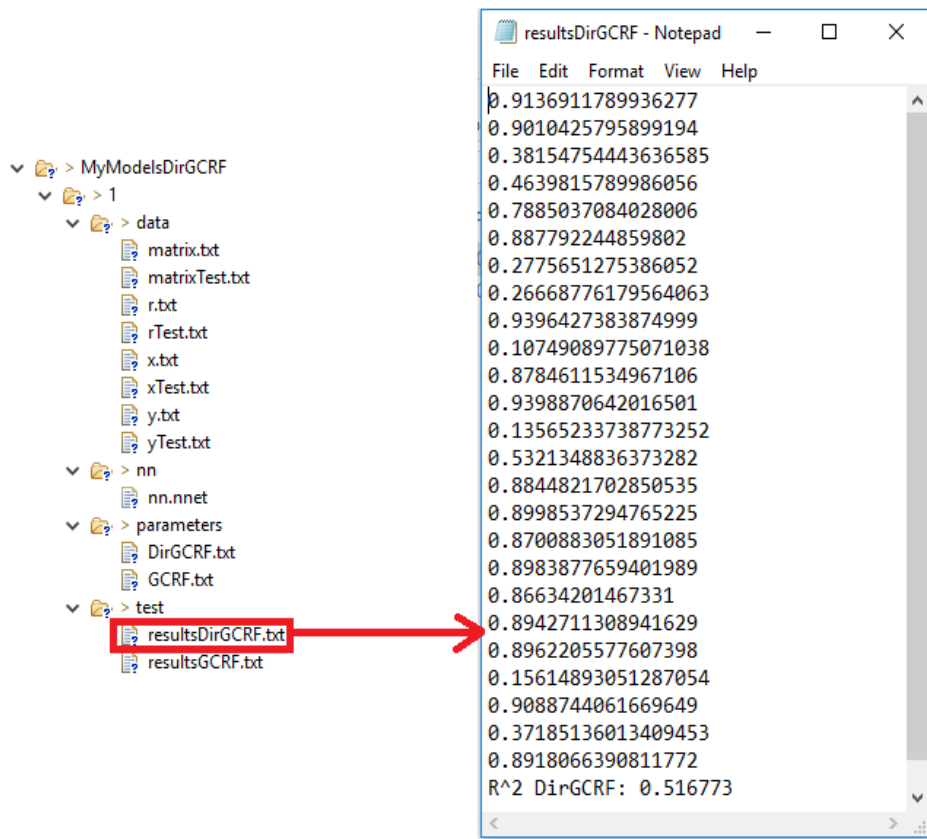 > MyModelsDirGCRF
> 1
> data
matrix.txt
matrixTest.txt
r.txt
rTest.txt
x.txt
xTest.txt
y.txt
yTest.txt
> nn
nn.nnet
> parameters
DirGCRF.txt
GCRF.txt
> test
resultsDirGCRF.txt
resultsGCRF.txt
resultsDirGCRF - Notepad
File Edit Format View Help
0.9136911789936277
0.9010425795899194
0.38154754443636585
0.4639815789986056
0.7885037084028006
0.887792244859802
0.2775651275386052
0.26668776179564063
0.9396427383874999
0.10749089775071038
0.8784611534967106
0.9398870642016501
0.13565233738773252
0.5321348836373282
0.8844821702850535
0.8998537294765225
0.8700883051891085
0.8983877659401989
0.86634201467331
0.8942711308941629
0.8962205577607398
0.15614893051287054
0.9088744061669649
0.37185136013409453
0.8918066390811772
R^2 DirGCRF: 0.516773